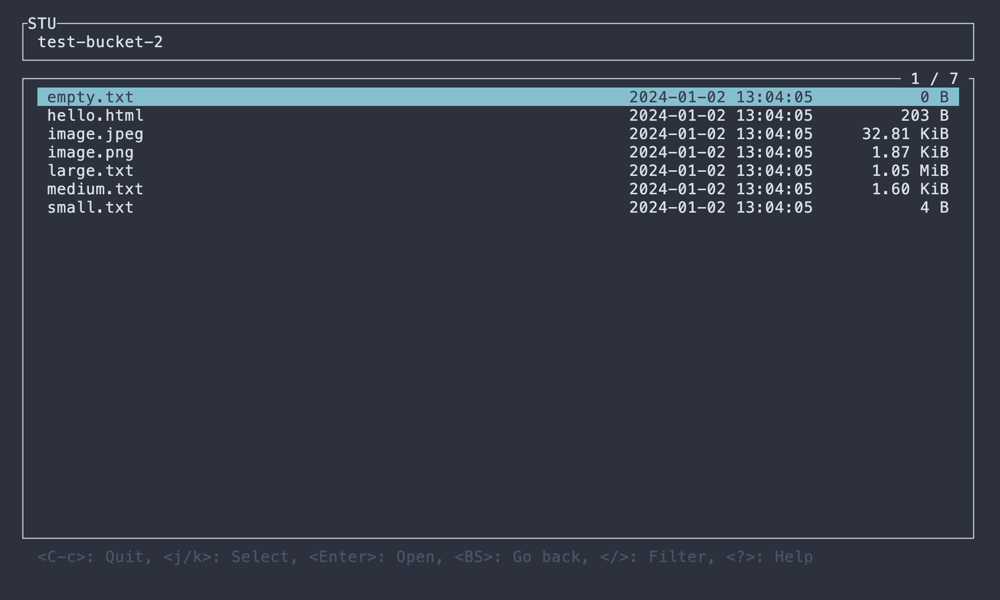 STU
test-bucket-2
1 / 7
empty.txt 2024-01-02 13:04:05 0 B
hello.html 2024-01-02 13:04:05 203 B
image.jpeg 2024-01-02 13:04:05 32.81 KiB
image.png 2024-01-02 13:04:05 1.87 KiB
large.txt 2024-01-02 13:04:05 1.05 MiB
medium.txt 2024-01-02 13:04:05 1.60 KiB
small.txt 2024-01-02 13:04:05 4 B
<C-c>: Quit, <j/k>: Select, <Enter>: Open, <BS>: Go back, </>: Filter, <?>: Help